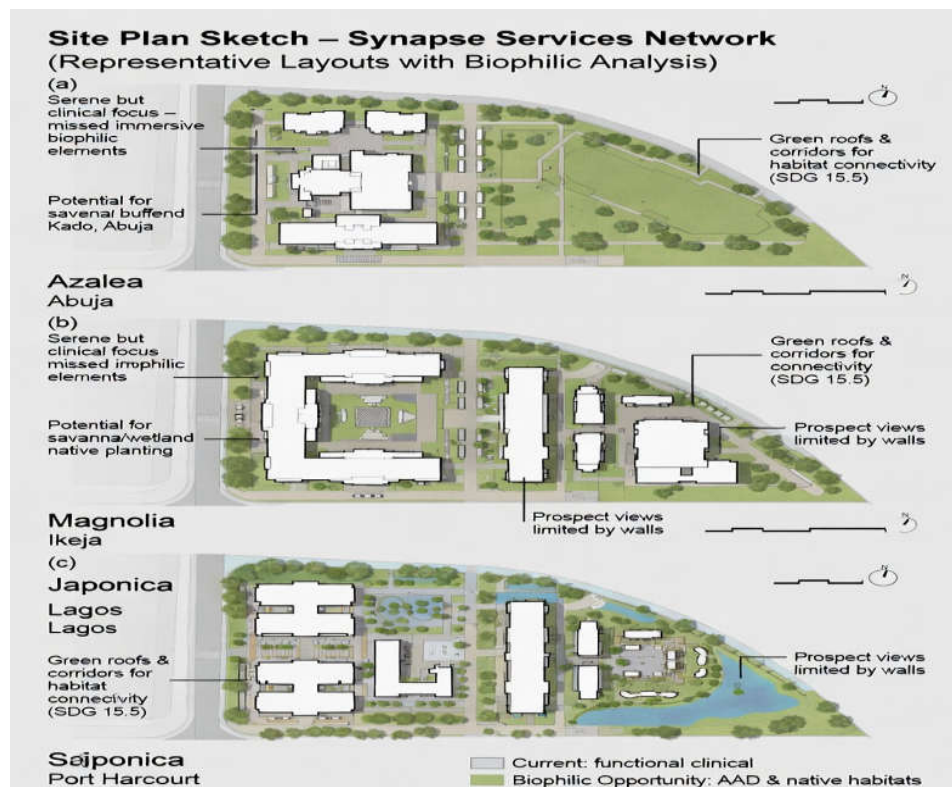 Site Plan Sketch – Synapse Services Network
(Representative Layouts with Biophilic Analysis)
(a)
Serene but
clinical focus –
missed immersive
biophilic
elements
Potential for
savenal buffend
Kado, Abuja
N
Green roofs &
corridors for
habitat connectivity
(SDG 15.5)
Azalea
Abuja
N
(b)
Serene but
clinical focus
missed imophilic
elements
Potential for
savanna/wetland
native planting
Green roofs &
corridors for
connectivity
(SDG 15.5)
Prospect views
limited by walls
Prospect views
limited by walls
Magnolia
Ikeja
N
(c)
Japonica
Lagos
Lagos
N
Green roofs &
corridors for
habitat
connectivity
(SDG 15.5)
Prospect views
limited by walls
Port Harcourt
Current: functional clinical
Biophilic Opportunity: AAD & native habitats